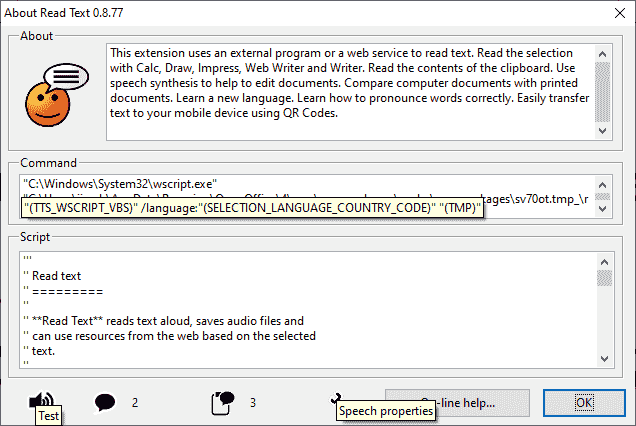 About Read Text 0.8.77
About
This extension uses an external program or a web service to read text. Read the selection
with Calc, Draw, Impress, Web Writer and Writer. Read the contents of the clipboard. Use
speech synthesis to help to edit documents. Compare computer documents with printed
documents. Learn a new language. Learn how to pronounce words correctly. Easily transfer
text to your mobile device using QR Codes.
Command
"C:\Windows\System32\wscript.exe"
ages\sv70ot.tmp_\r
"(TTS_WSCRIPT_VBS)" /language:"(SELECTION_LANGUAGE_COUNTRY_CODE)" "(TMP)"
Script
'''
'' Read text
'' =========
''
'' **Read Text** reads text aloud, saves audio files and
'' can use resources from the web based on the selected
'' text.
''
2
3
-line help...
OK
Test
Speech properties